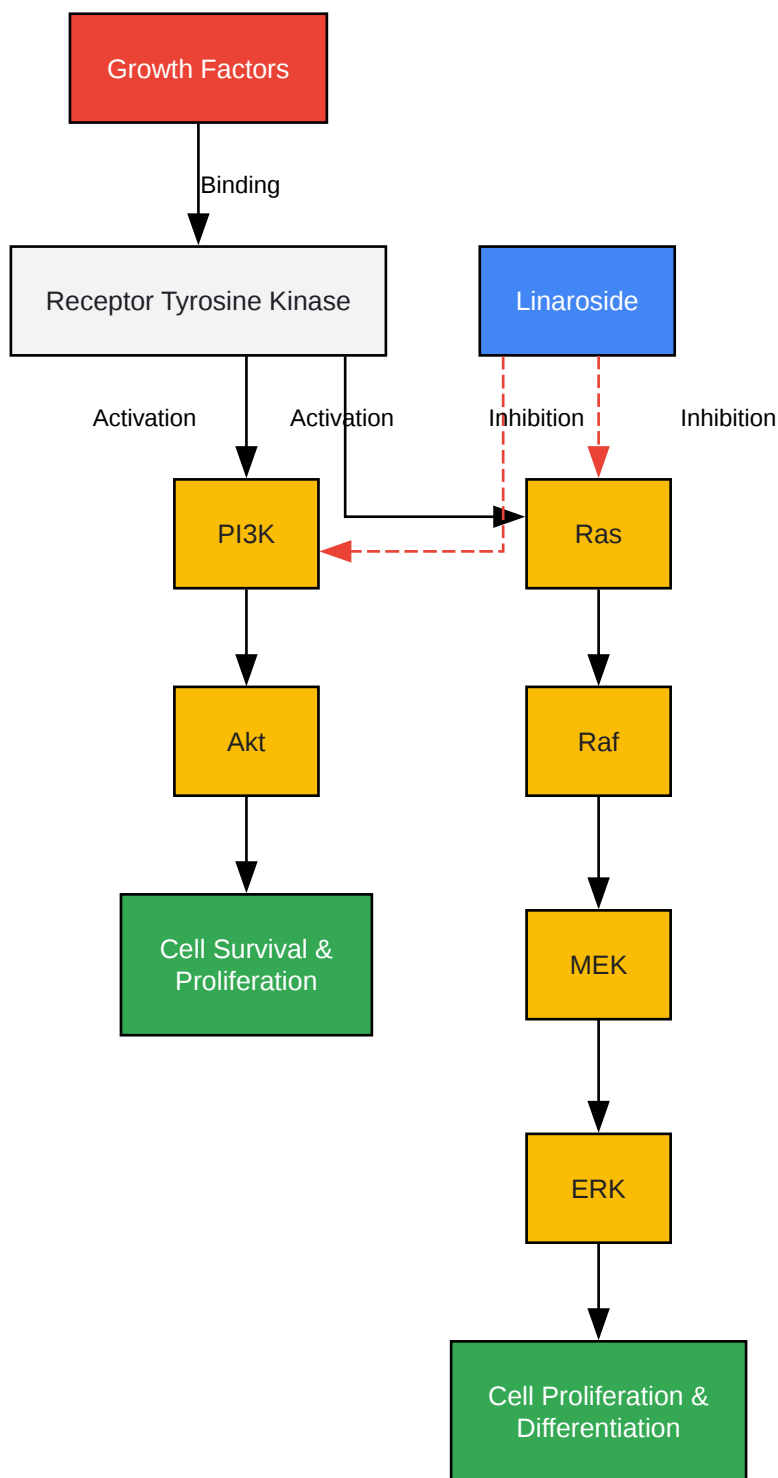 Growth Factors
Binding
Receptor Tyrosine Kinase
Linaroside
Activation
Activation
Inhibition
Inhibition
PI3K
Ras
Akt
Raf
Cell Survival &
Proliferation
MEK
ERK
Cell Proliferation &
Differentiation